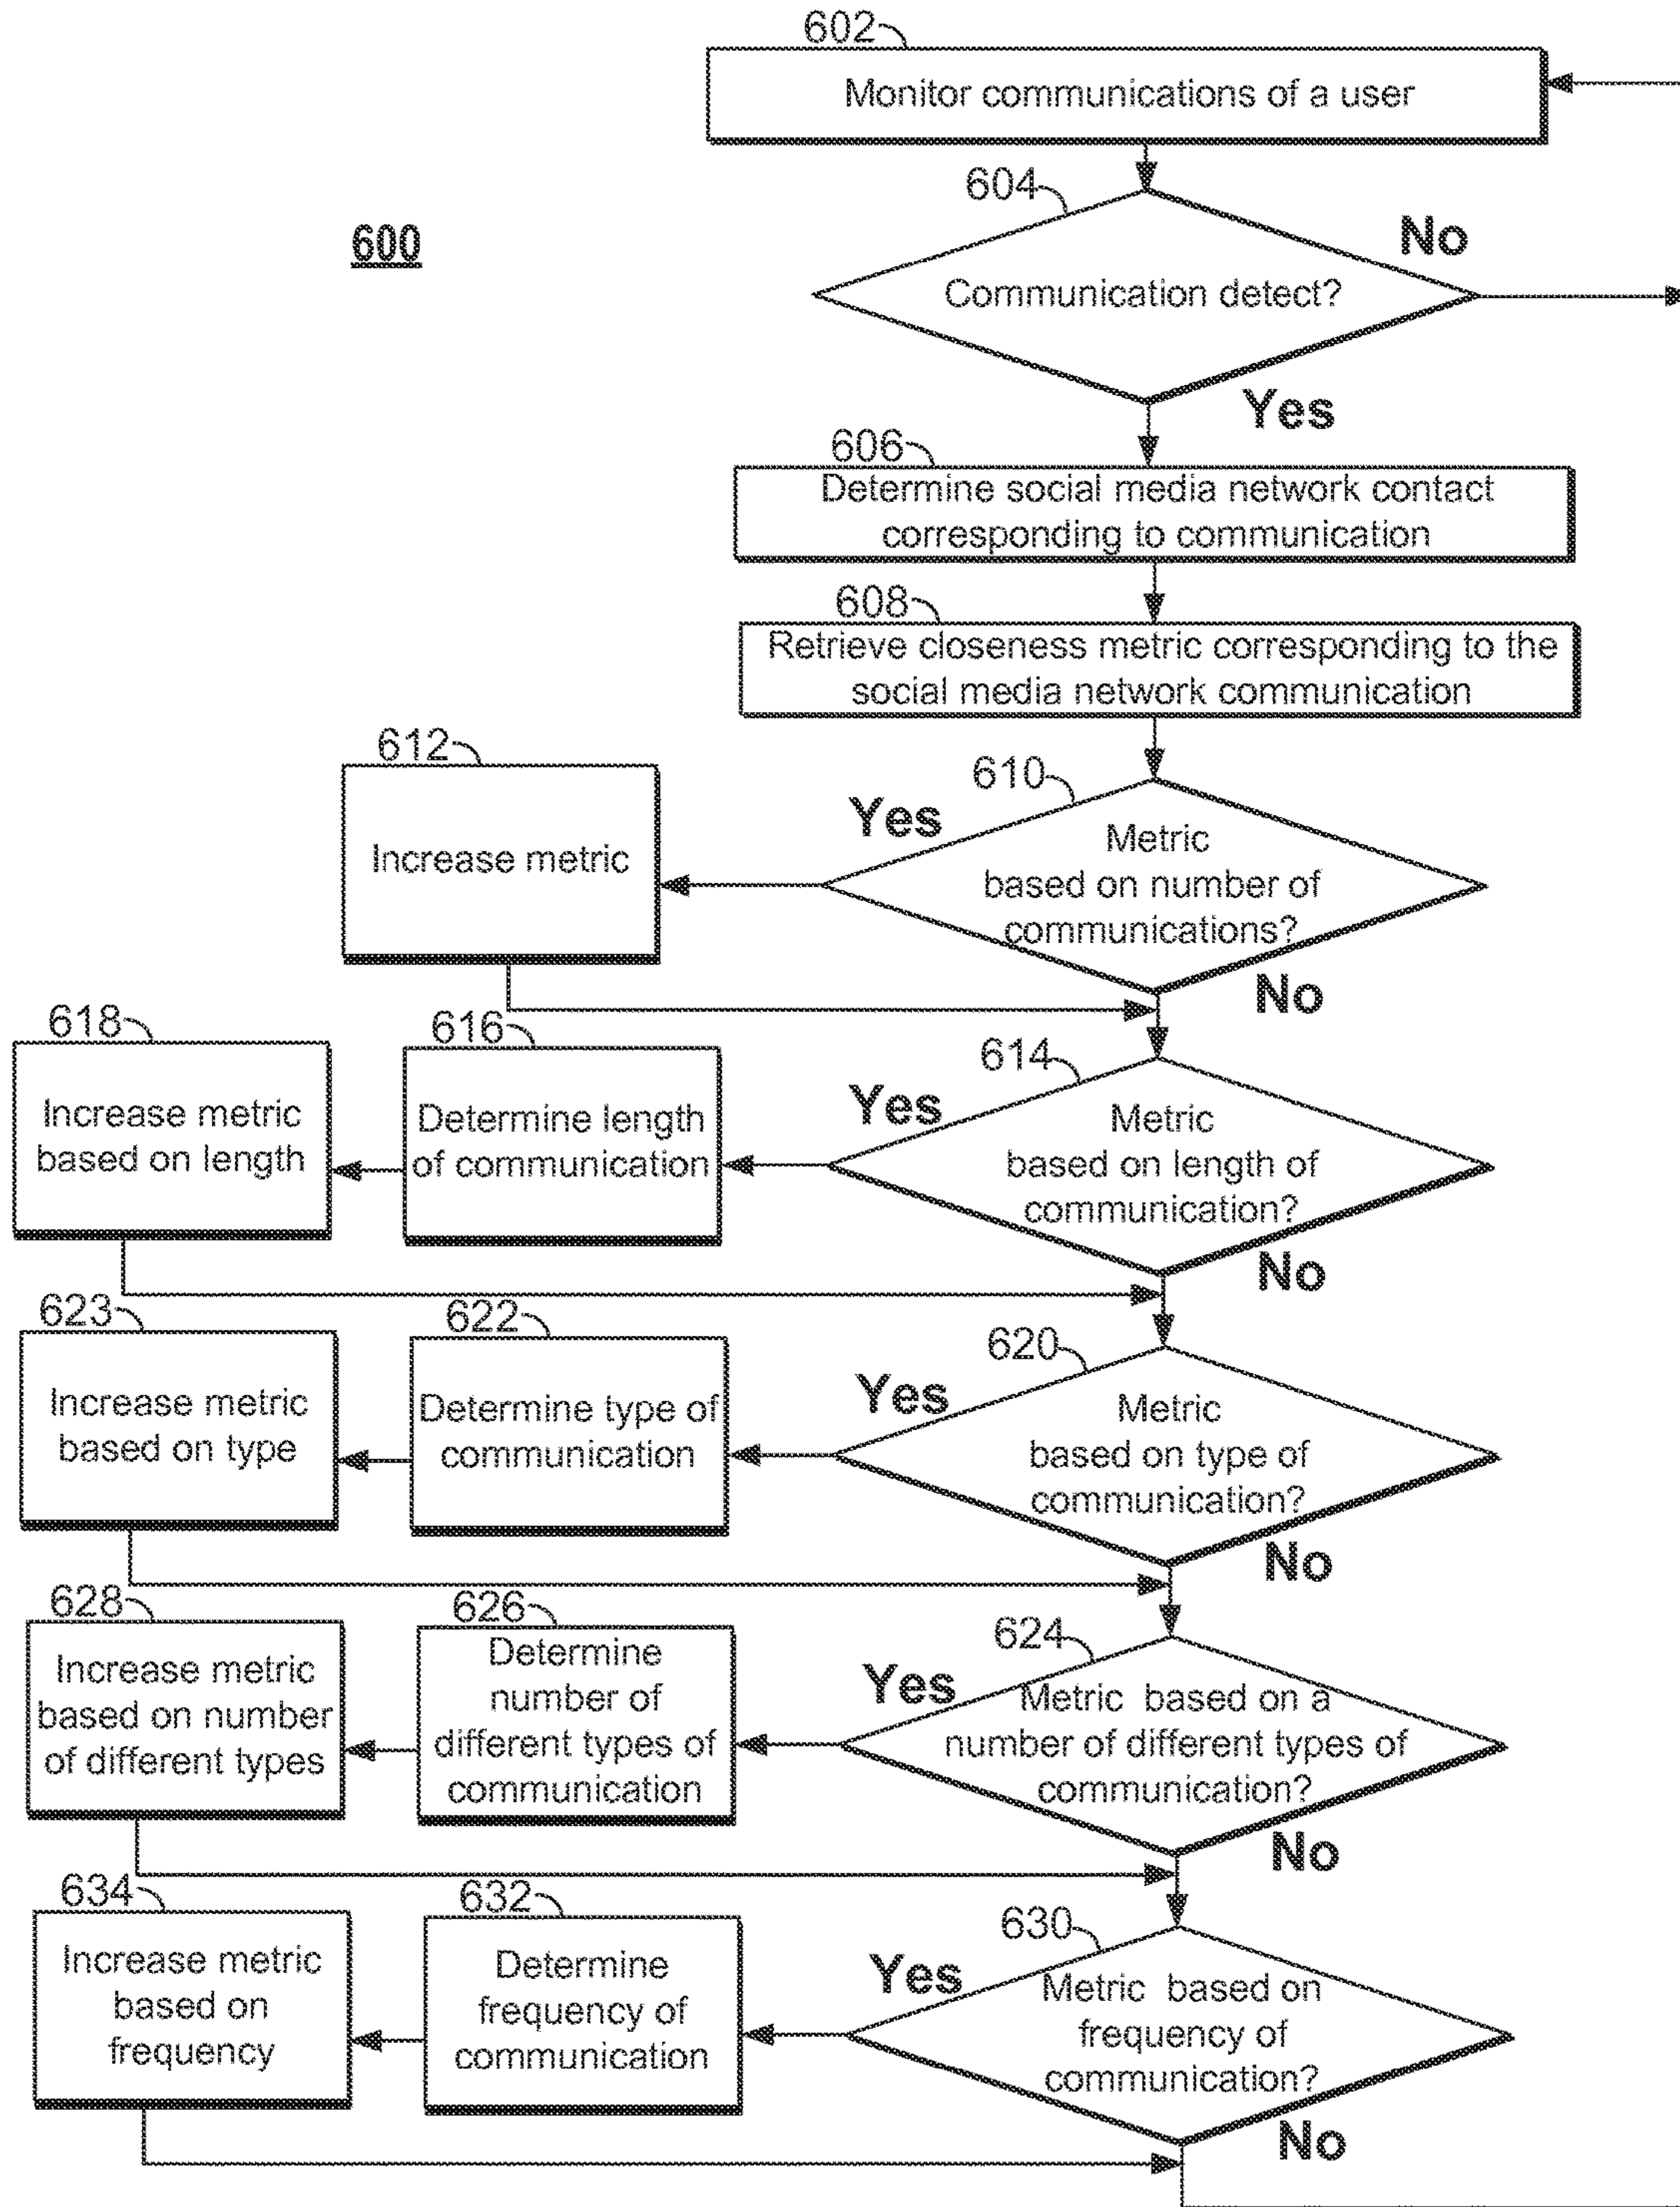 602
Monitor communications of a user
604
600
No
Communication detect?
Yes
606
Determine social media network contact
corresponding to communication
608
Retrieve closeness metric corresponding to the
social media network communication
612
Increase metric
610
Yes
Metric
based on number of
communications?
No
618
Increase metric
based on length
616
Determine length
of communication
614
Yes
Metric
based on length of
communication?
No
623
Increase metric
based on type
622
Determine type of
communication
620
Yes
Metric
based on type of
communication?
No
628
Increase metric
based on number
of different types
626
Determine
number of
different types of
communication
624
Yes
Metric based on a
number of different types of
communication?
No
634
Increase metric
based on
frequency
632
Determine
frequency of
communication
630
Yes
Metric based on
frequency of
communication?
No